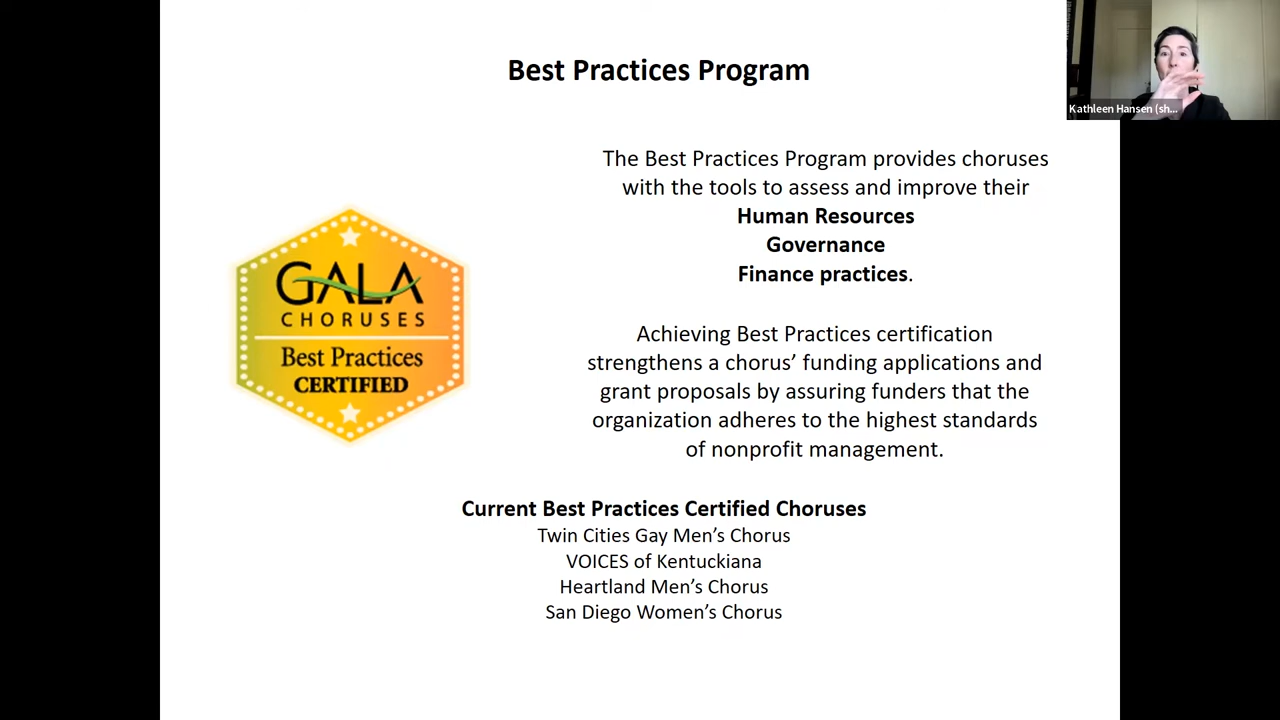 Best Practices Program
Kathleen Hansen (sh...
The Best Practices Program provides choruses
with the tools to assess and improve their
Human Resources
Governance
Finance practices.
GALA
CHORUSES
Best Practices
CERTIFIED
Achieving Best Practices certification
strengthens a chorus’ funding applications and
grant proposals by assuring funders that the
organization adheres to the highest standards
of nonprofit management.
Current Best Practices Certified Choruses
Twin Cities Gay Men’s Chorus
VOICES of Kentuckiana
Heartland Men’s Chorus
San Diego Women’s Chorus